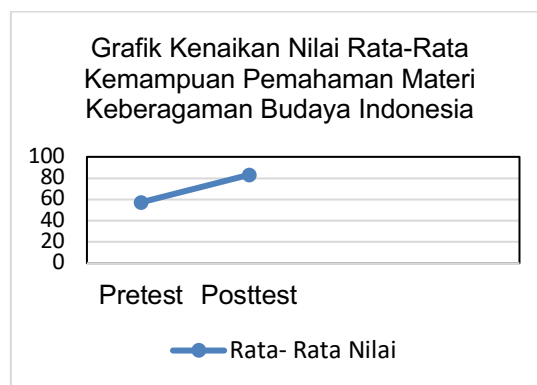 Grafik Kenaikan Nilai Rata-Rata
Kemampuan Pemahaman Materi
Keberagaman Budaya Indonesia
100
80
60
40
20
0
Pretest Posttest
Rata- Rata Nilai